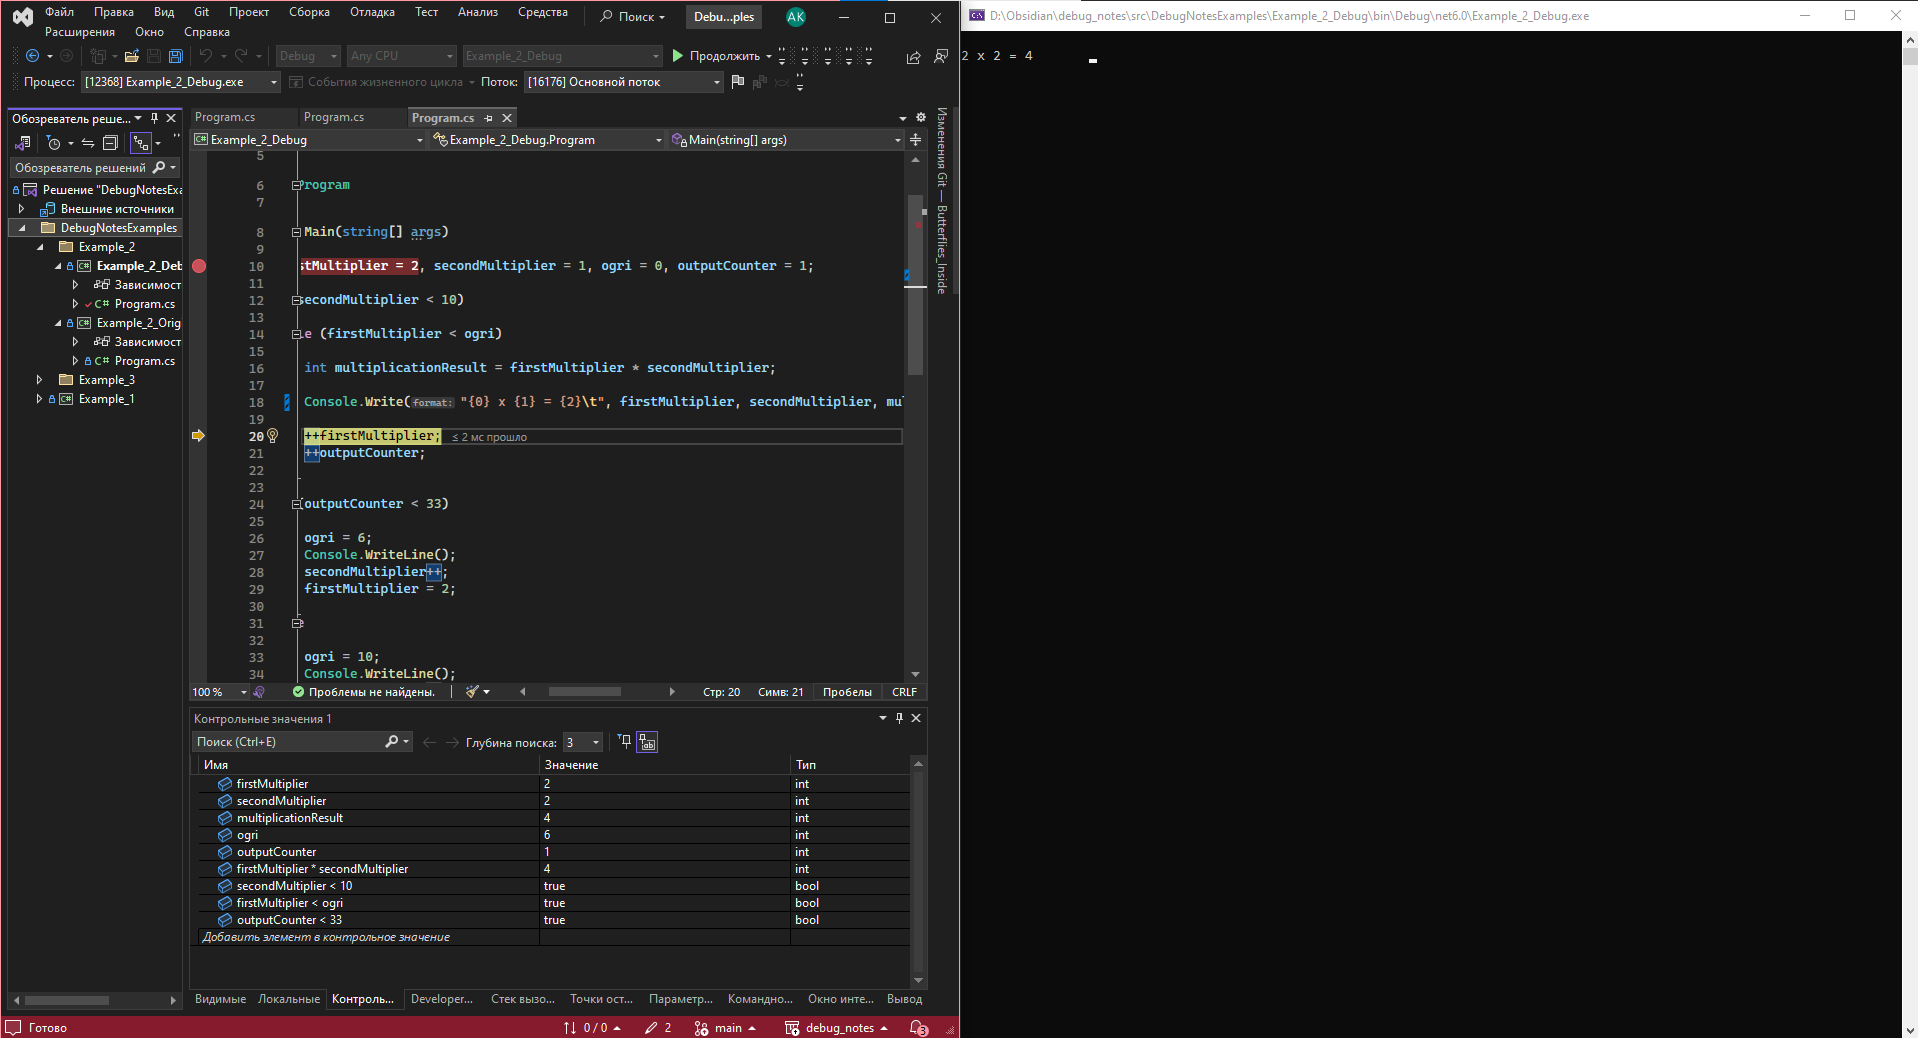 Файл Правка Вид Git Проект Сборка Отладка Тест Анализ Средства Поиск Debu...ples AK
Расширения Окно Справка
Debug Any CPU Example_2_Debug Продолжить
Процесс: [12368] Example_2_Debug.exe События жизненного цикла Поток: [16176] Основной поток
Обозреватель реше...
Обозреватель решений
Решение "DebugNotesExa
Внешние источники
DebugNotesExamples
Example_2
Example_2_Deb
Зависимост
C# Program.cs
Example_2_Orig
Зависимост
C# Program.cs
Example_3
Example_1
Program.cs Program.cs Program.cs
Example_2_Debug Example_2_Debug.Program Main(string[] args)
5
6 Program
7
8 Main(string[] args)
9
10 stMultiplier = 2, secondMultiplier = 1, ogri = 0, outputCounter = 1;
11
12 secondMultiplier < 10)
13
14 e (firstMultiplier < ogri)
15
16 int multiplicationResult = firstMultiplier * secondMultiplier;
17
18 Console.Write(format: "{0} x {1} = {2}\t", firstMultiplier, secondMultiplier, mul
19
20 ++firstMultiplier; ≤ 2 мс прошло
21 ++outputCounter;
22
23
24 (outputCounter < 33)
25
26 ogri = 6;
27 Console.WriteLine();
28 secondMultiplier++;
29 firstMultiplier = 2;
30
31 e
32
33 ogri = 10;
34 Console.WriteLine();
100 % Проблемы не найдены. Стр: 20 Симв: 21 Пробелы CRLF
Изменения Git — Butterflies_Inside
Контрольные значения 1
Поиск (Ctrl+E) Глубина поиска: 3
Имя Значение Тип
firstMultiplier 2 int
secondMultiplier 2 int
multiplicationResult 4 int
ogri 6 int
outputCounter 1 int
firstMultiplier * secondMultiplier 4 int
secondMultiplier < 10 true bool
firstMultiplier < ogri true bool
outputCounter < 33 true bool
Добавить элемент в контрольное значение
Видимые Локальные Контроль... Developer... Стек вызо... Точки ост... Параметр... Командно... Окно инте... Вывод
Готово 0 / 0 2 main debug_notes 3
D:\Obsidian\debug_notes\src\DebugNotesExamples\Example_2_Debug\bin\Debug\net6.0\Example_2_Debug.exe
2 x 2 = 4